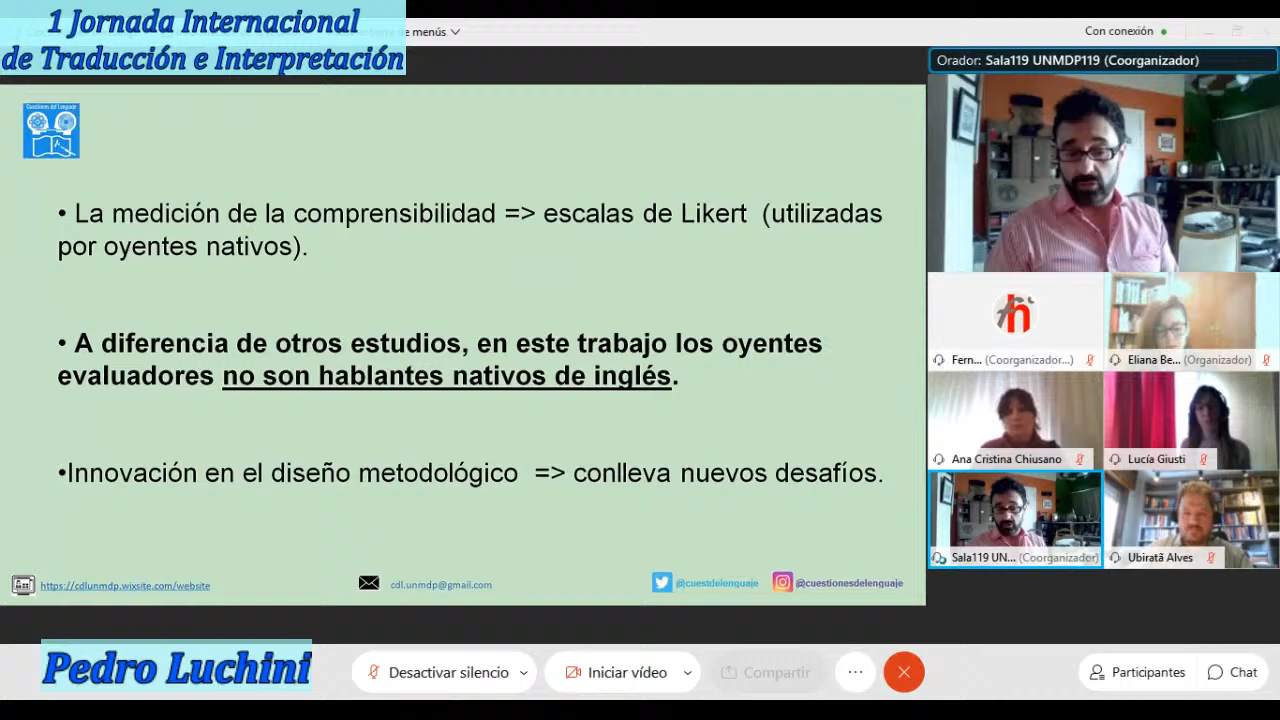 1 Jornada Internacional
de Traducción e Interpretación
de menús
Con conexión
Orador: Sala119 UNMDP119 (Coorganizador)
Cuestiones del Lenguaje
• La medición de la comprensibilidad => escalas de Likert (utilizadas
por oyentes nativos).
• A diferencia de otros estudios, en este trabajo los oyentes
evaluadores no son hablantes nativos de inglés.
•Innovación en el diseño metodológico => conlleva nuevos desafíos.
https://cdlunmdp.wixsite.com/website
cdl.unmdp@gmail.com
@cuestdelenguaje
@cuestionesdelenguaje
Fern... (Coorganizador...)
Eliana Be... (Organizador)
Ana Cristina Chiusano
Lucía Giusti
Sala119 UN... (Coorganizador)
Ubiratã Alves
Pedro Luchini
Desactivar silencio
Iniciar vídeo
Compartir
Participantes
Chat